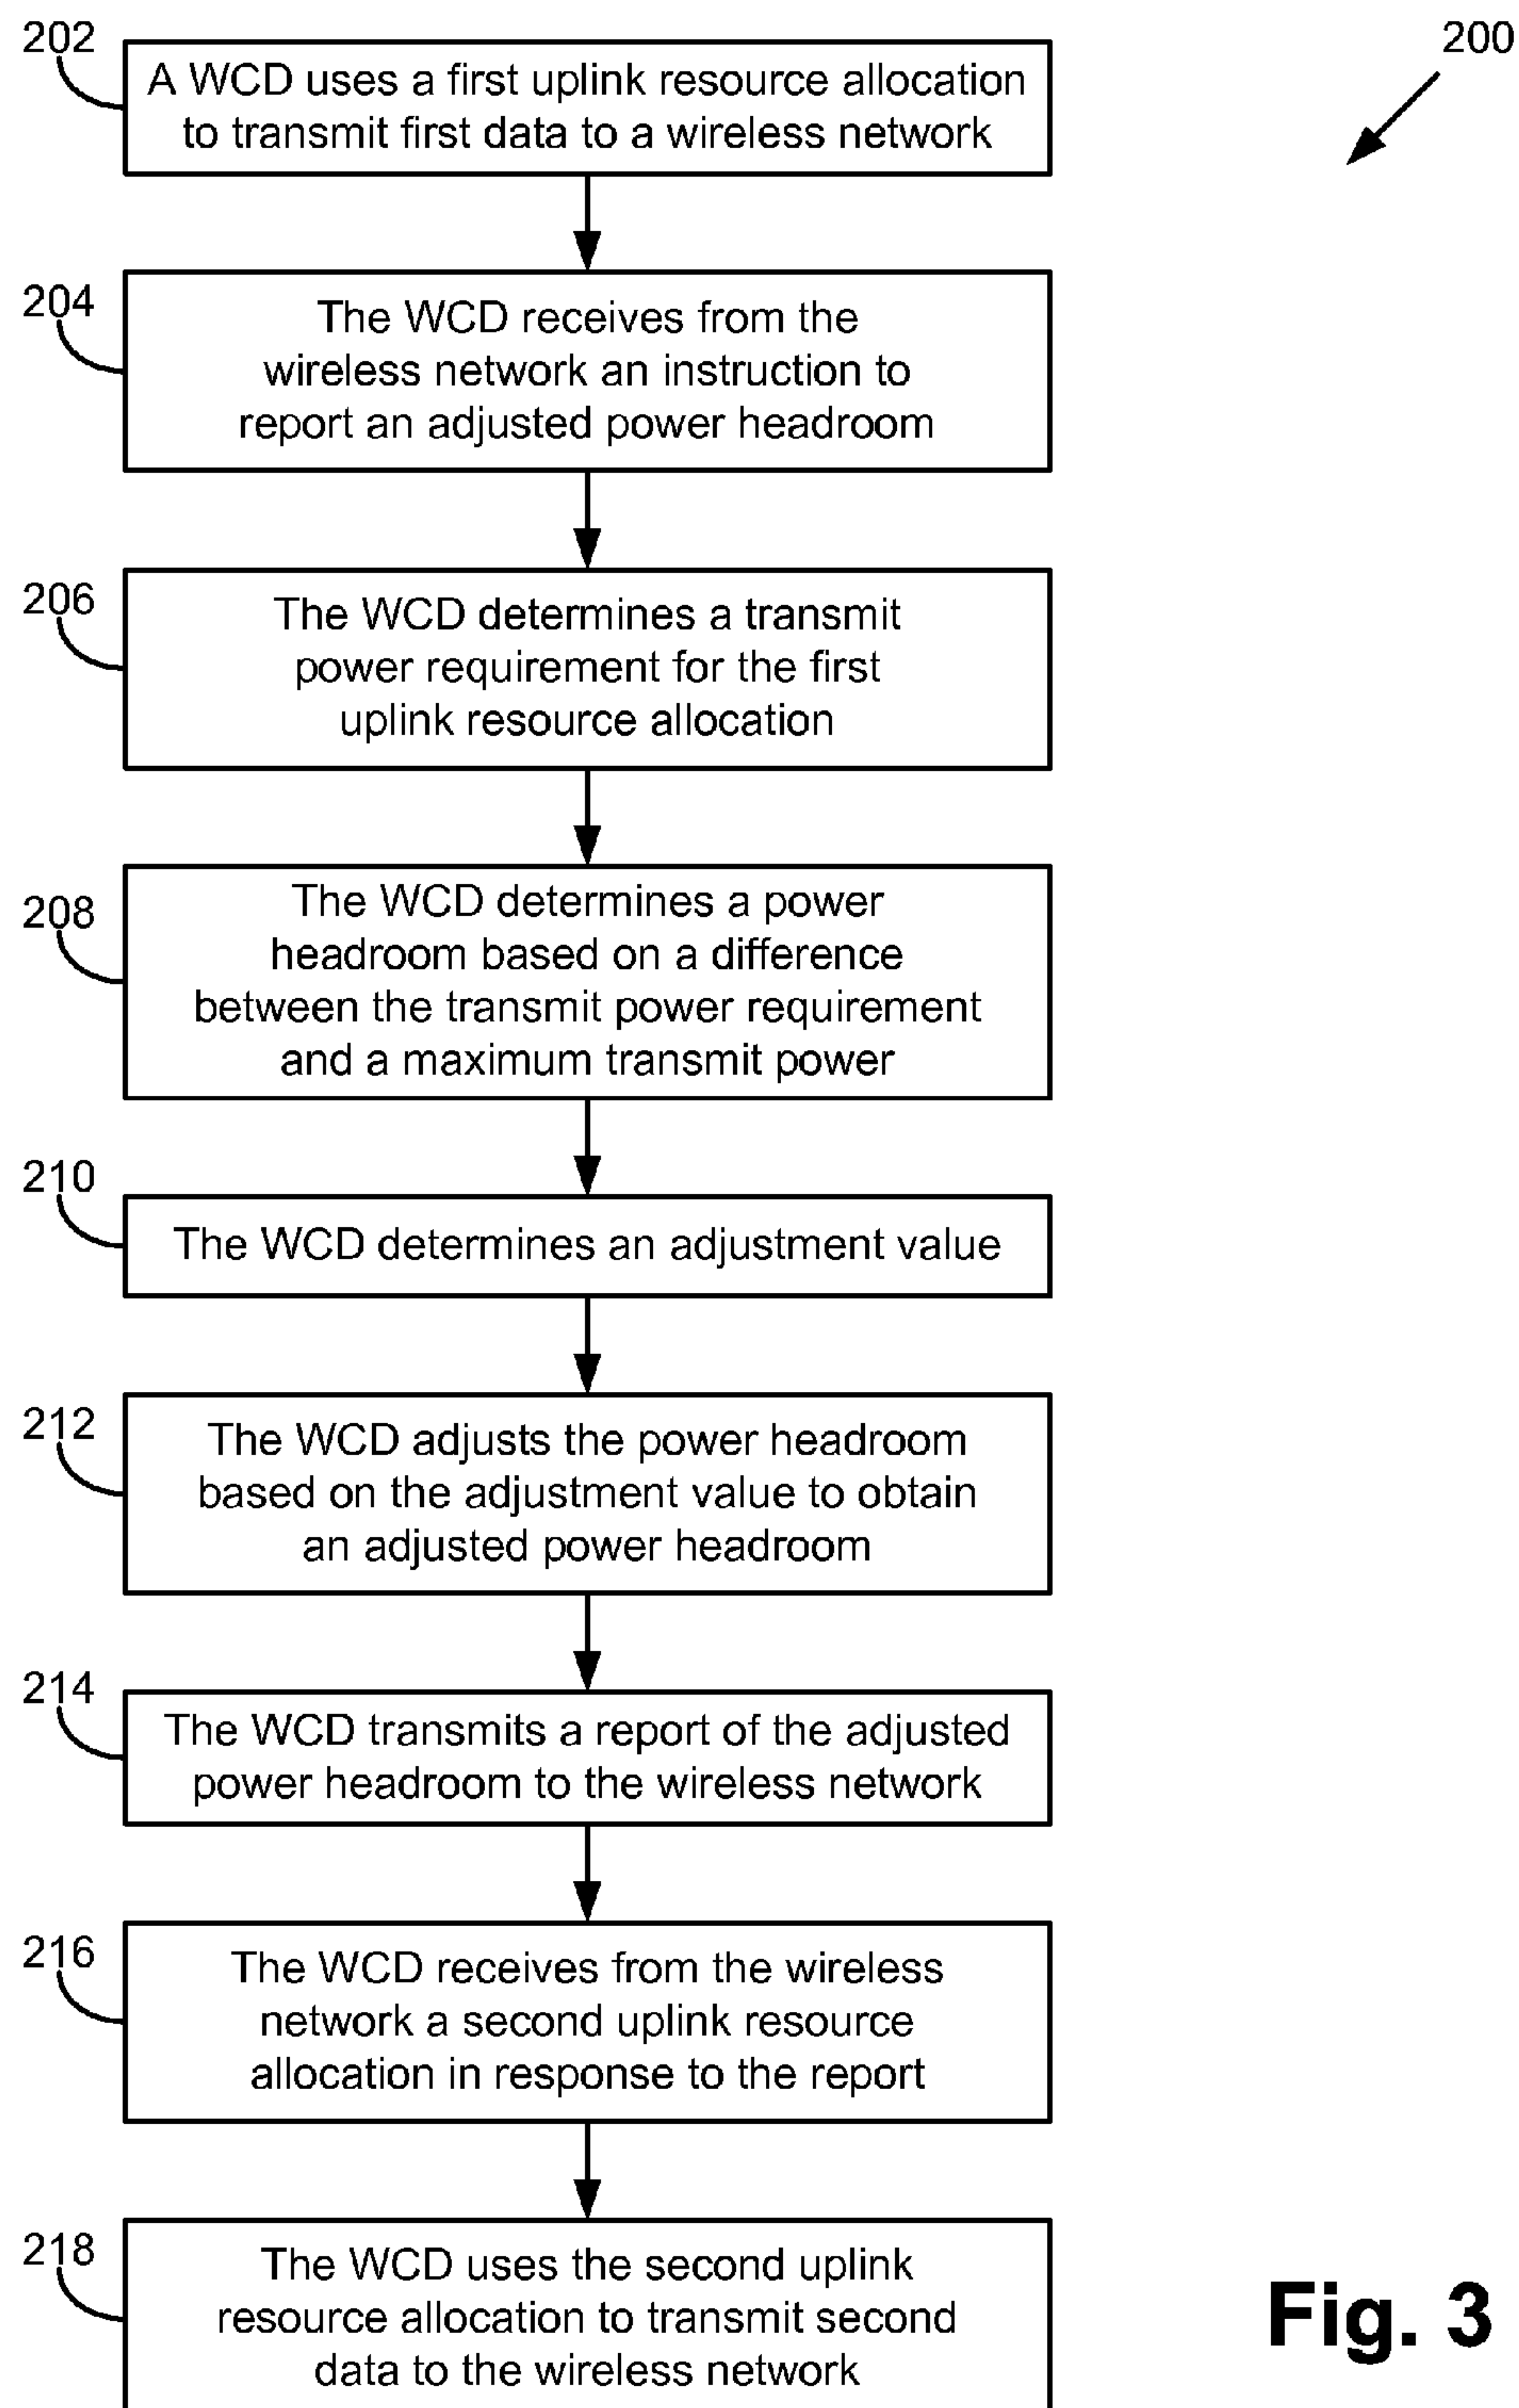 202
200
A WCD uses a first uplink resource allocation
to transmit first data to a wireless network
204
The WCD receives from the
wireless network an instruction to
report an adjusted power headroom
206
The WCD determines a transmit
power requirement for the first
uplink resource allocation
208
The WCD determines a power
headroom based on a difference
between the transmit power requirement
and a maximum transmit power
210
The WCD determines an adjustment value
212
The WCD adjusts the power headroom
based on the adjustment value to obtain
an adjusted power headroom
214
The WCD transmits a report of the adjusted
power headroom to the wireless network
216
The WCD receives from the wireless
network a second uplink resource
allocation in response to the report
218
The WCD uses the second uplink
resource allocation to transmit second
data to the wireless network
Fig. 3